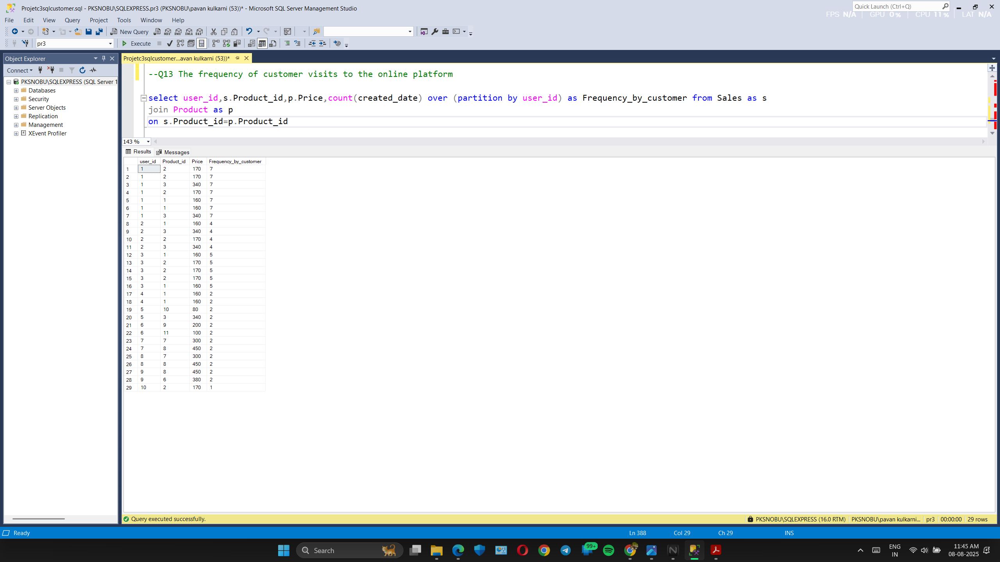 Projetc3sqlcustomer.sql - PKSNOBU\SQLEXPRESS.pr3 (PKSNOBU\pavan kulkarni (53))* - Microsoft SQL Server Management Studio
Quick Launch (Ctrl+Q)
FPS N/A GPU 0% CPU 11% LAT N/A
File Edit View Query Project Tools Window Help
New Query MDX DMX XMLA DAX
pr3 Execute
Object Explorer
Projetc3sqlcustomer...avan kulkarni (53))*
Connect
PKSNOBU\SQLEXPRESS (SQL Server 1
Databases
Security
Server Objects
Replication
Management
XEvent Profiler
--Q13 The frequency of customer visits to the online platform
select user_id,s.Product_id,p.Price,count(created_date) over (partition by user_id) as Frequency_by_customer from Sales as s
join Product as p
on s.Product_id=p.Product_id
143 %
Results Messages
user_id Product_id Price Frequency_by_customer
1 1 2 170 7
2 1 2 170 7
3 1 3 340 7
4 1 2 170 7
5 1 1 160 7
6 1 1 160 7
7 1 3 340 7
8 2 1 160 4
9 2 3 340 4
10 2 2 170 4
11 2 3 340 4
12 3 1 160 5
13 3 2 170 5
14 3 2 170 5
15 3 2 170 5
16 3 1 160 5
17 4 1 160 2
18 4 1 160 2
19 5 10 80 2
20 5 3 340 2
21 6 9 200 2
22 6 11 100 2
23 7 7 300 2
24 7 8 450 2
25 8 7 300 2
26 8 8 450 2
27 9 8 450 2
28 9 6 380 2
29 10 2 170 1
Query executed successfully.
PKSNOBU\SQLEXPRESS (16.0 RTM) PKSNOBU\pavan kulkarni... pr3 00:00:00 29 rows
Ready Ln 388 Col 29 Ch 29 INS
Search
99+
ENG
IN
11:45 AM
08-08-2025